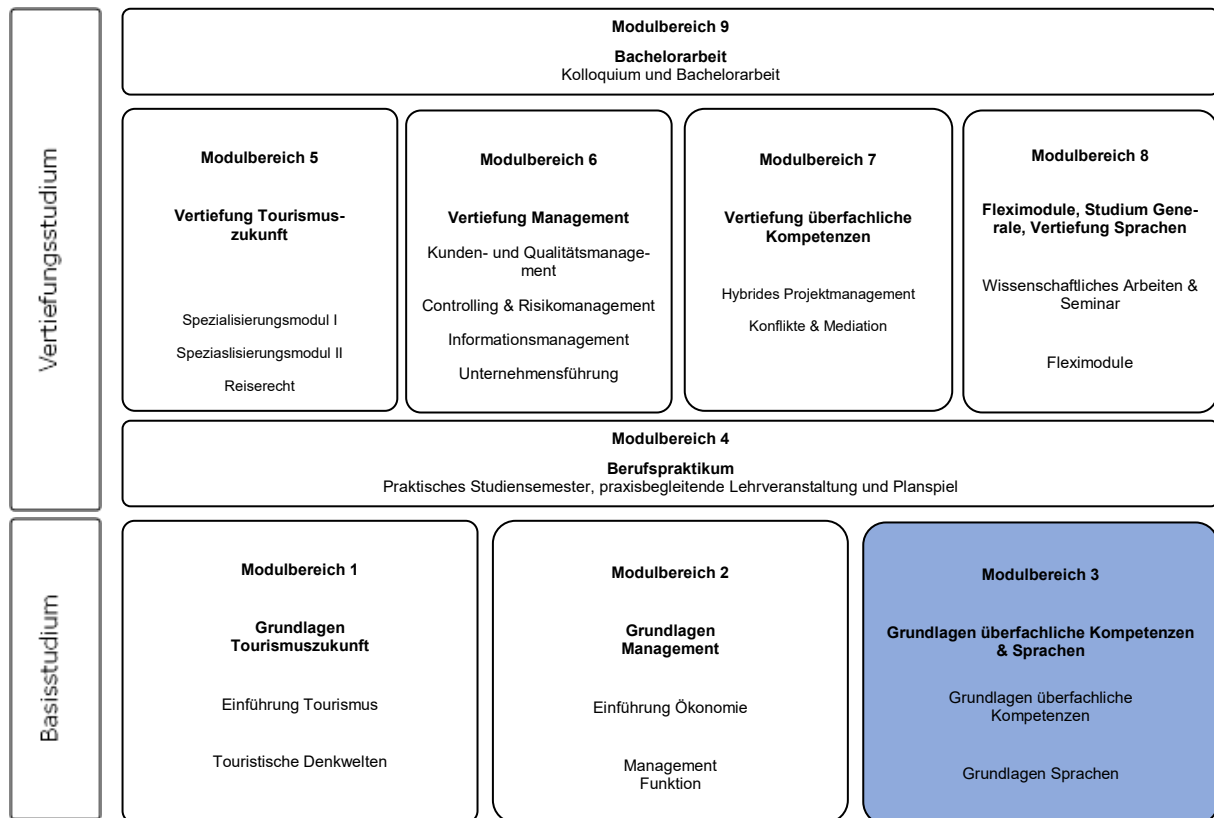 Vertiefungsstudium
Modulbereich 9
Bachelorarbeit
Kolloquium und Bachelorarbeit
Modulbereich 5
Vertiefung Tourismus-
zukunft
Spezialisierungsmodul I
Speziaslisierungsmodul II
Reiserecht
Modulbereich 6
Vertiefung Management
Kunden- und Qualitätsmanage-
ment
Controlling & Risikomanagement
Informationsmanagement
Unternehmensführung
Modulbereich 7
Vertiefung überfachliche
Kompetenzen
Hybrides Projektmanagement
Konflikte & Mediation
Modulbereich 8
Fleximodule, Studium Gene-
rale, Vertiefung Sprachen
Wissenschaftliches Arbeiten &
Seminar
Fleximodule
Modulbereich 4
Berufspraktikum
Praktisches Studiensemester, praxisbegleitende Lehrveranstaltung und Planspiel
Basisstudium
Modulbereich 1
Grundlagen
Tourismuszukunft
Einführung Tourismus
Touristische Denkwelten
Modulbereich 2
Grundlagen
Management
Einführung Ökonomie
Management
Funktion
Modulbereich 3
Grundlagen überfachliche Kompetenzen
& Sprachen
Grundlagen überfachliche
Kompetenzen
Grundlagen Sprachen